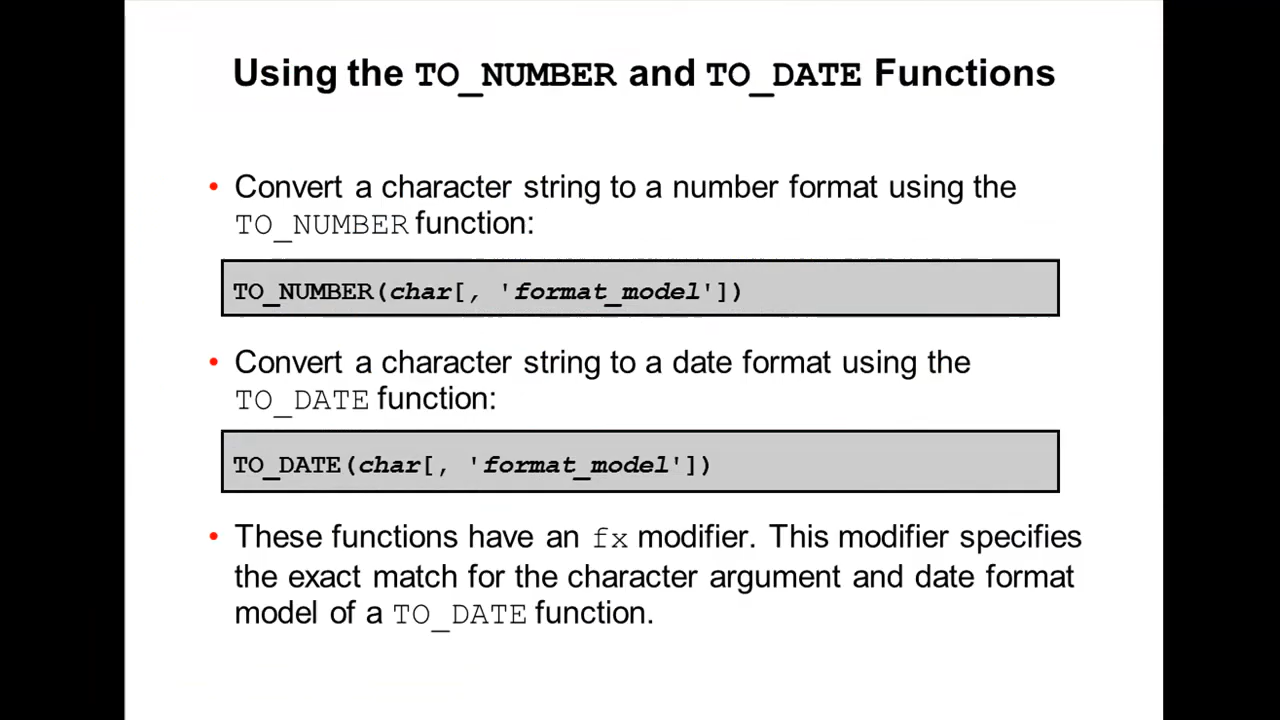 Using the TO_NUMBER and TO_DATE Functions
• Convert a character string to a number format using the
TO_NUMBER function:
TO_NUMBER(char[, 'format_model'])
• Convert a character string to a date format using the
TO_DATE function:
TO_DATE(char[, 'format_model'])
• These functions have an fx modifier. This modifier specifies
the exact match for the character argument and date format
model of a TO_DATE function.